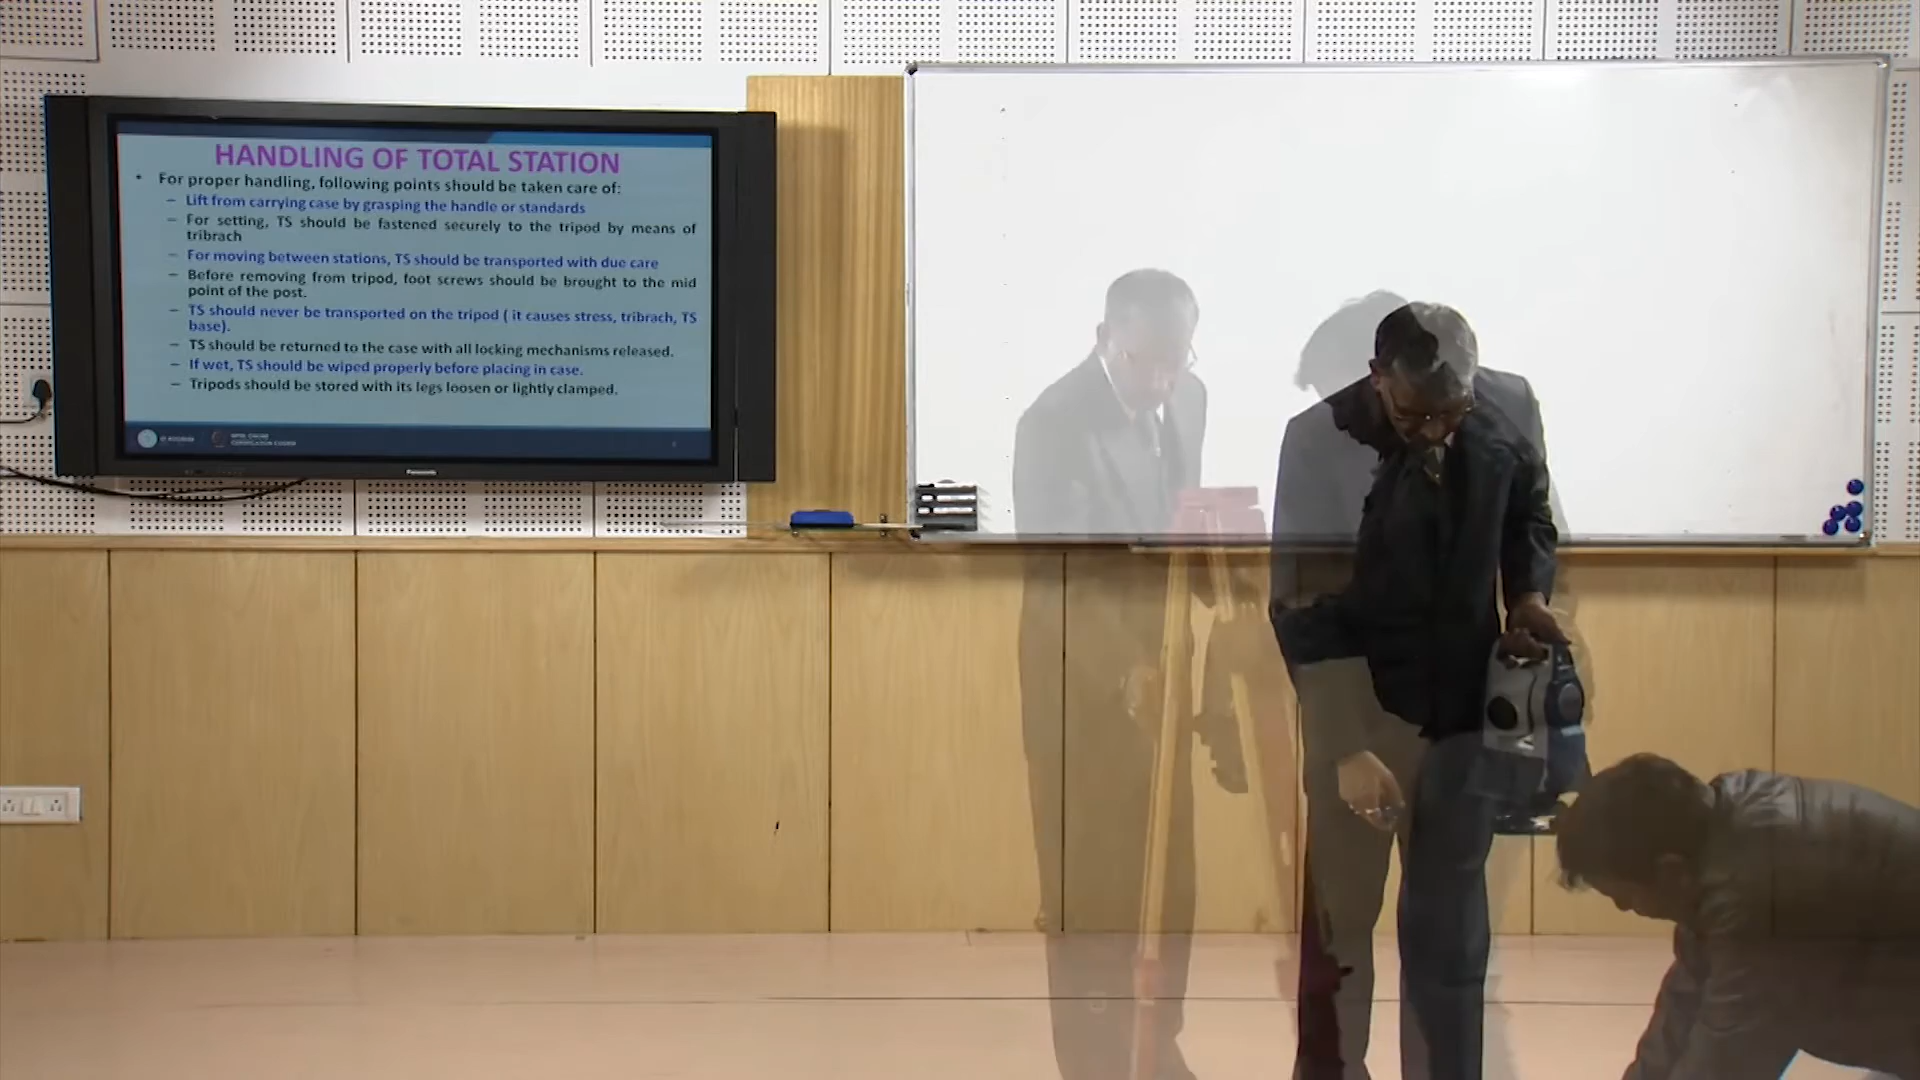 HANDLING OF TOTAL STATION
• For proper handling, following points should be taken care of:
– Lift from carrying case by grasping the handle or standards
– For setting, TS should be fastened securely to the tripod by means of
tribrach
– For moving between stations, TS should be transported with due care
– Before removing from tripod, foot screws should be brought to the mid
point of the post.
– TS should never be transported on the tripod ( it causes stress, tribrach, TS
base).
– TS should be returned to the case with all locking mechanisms released.
– If wet, TS should be wiped properly before placing in case.
– Tripods should be stored with its legs loosen or lightly clamped.
IIT ROORKEE
NPTEL ONLINE
CERTIFICATION COURSE
Panasonic